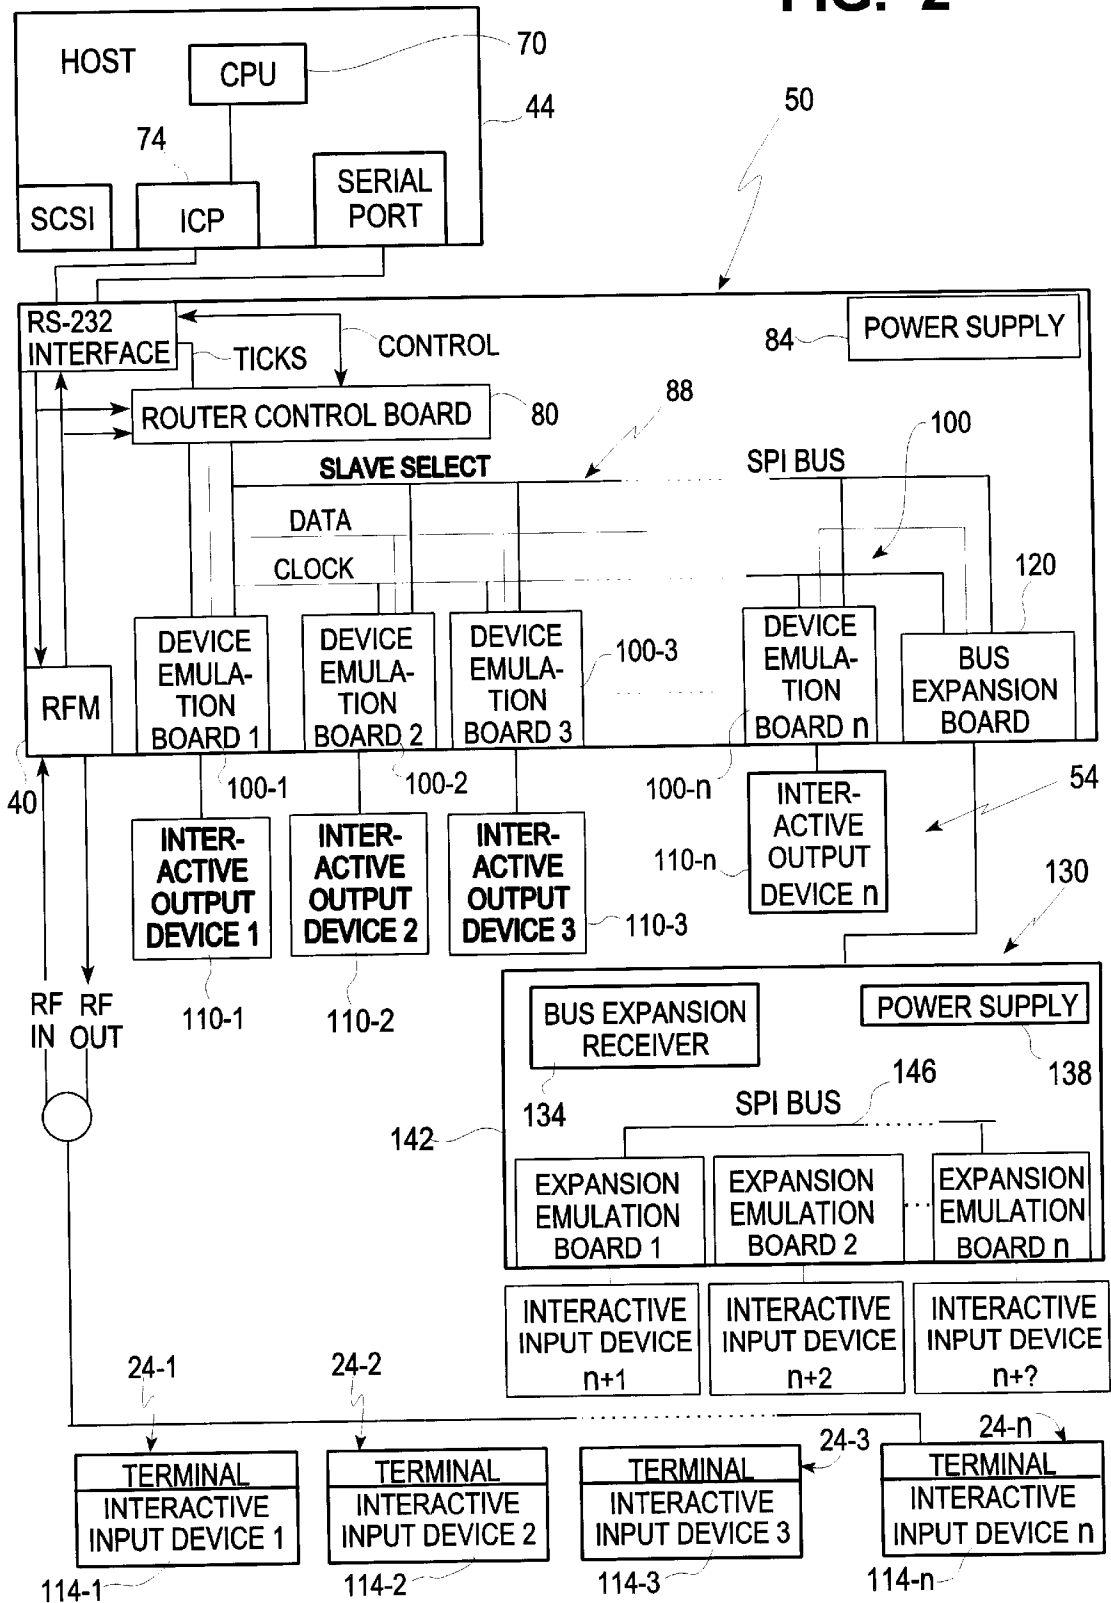 FIG. 2
70
HOST
CPU
44
50
74
SERIAL
PORT
SCSI
ICP
RS-232
INTERFACE
TICKS
CONTROL
84
POWER SUPPLY
ROUTER CONTROL BOARD
80
88
100
SLAVE SELECT
SPI BUS
DATA
CLOCK
120
DEVICE
EMULA-
TION
BOARD 1
DEVICE
EMULA-
TION
BOARD 2
DEVICE
EMULA-
TION
BOARD 3
100-3
DEVICE
EMULA-
TION
BOARD n
BUS
EXPANSION
BOARD
RFM
40
100-1
100-2
100-n
54
INTER-
ACTIVE
OUTPUT
DEVICE 1
INTER-
ACTIVE
OUTPUT
DEVICE 2
INTER-
ACTIVE
OUTPUT
DEVICE 3
110-3
110-n
INTER-
ACTIVE
OUTPUT
DEVICE n
130
110-1
110-2
RF
IN
RF
OUT
BUS EXPANSION
RECEIVER
POWER SUPPLY
134
138
146
SPI BUS
142
EXPANSION
EMULATION
BOARD 1
EXPANSION
EMULATION
BOARD 2
EXPANSION
EMULATION
BOARD n
INTERACTIVE
INPUT DEVICE
n+1
INTERACTIVE
INPUT DEVICE
n+2
INTERACTIVE
INPUT DEVICE
n+?
24-1
24-2
24-3
24-n
TERMINAL
INTERACTIVE
INPUT DEVICE 1
TERMINAL
INTERACTIVE
INPUT DEVICE 2
TERMINAL
INTERACTIVE
INPUT DEVICE 3
TERMINAL
INTERACTIVE
INPUT DEVICE n
114-1
114-2
114-3
114-n